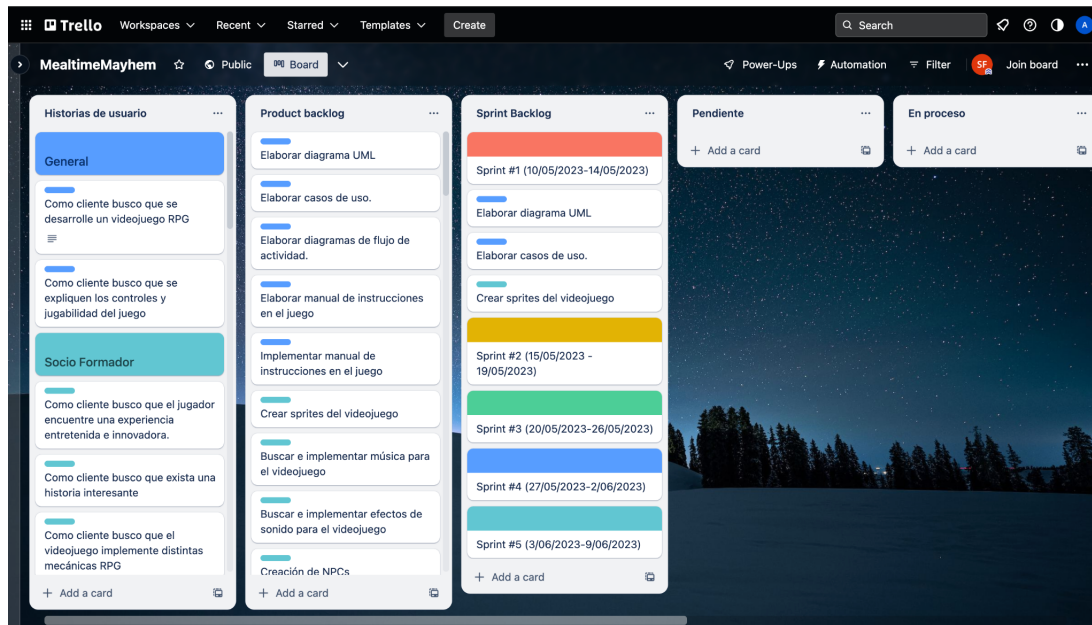 Trello
Workspaces
Recent
Starred
Templates
Create
Search
A
MealtimeMayhem
Public
Board
Power-Ups
Automation
Filter
SF
Join board
Historias de usuario
General
Como cliente busco que se
desarrolle un videojuego RPG
Como cliente busco que se
expliquen los controles y
jugabilidad del juego
Socio Formador
Como cliente busco que el jugador
encuentre una experiencia
entretenida e innovadora.
Como cliente busco que exista una
historia interesante
Como cliente busco que el
videojuego implemente distintas
mecánicas RPG
+ Add a card
Product backlog
Elaborar diagrama UML
Elaborar casos de uso.
Elaborar diagramas de flujo de
actividad.
Elaborar manual de instrucciones
en el juego
Implementar manual de
instrucciones en el juego
Crear sprites del videojuego
Buscar e implementar música para
el videojuego
Buscar e implementar efectos de
sonido para el videojuego
Creación de NPCs
+ Add a card
Sprint Backlog
Sprint #1 (10/05/2023-14/05/2023)
Elaborar diagrama UML
Elaborar casos de uso.
Crear sprites del videojuego
Sprint #2 (15/05/2023 -
19/05/2023)
Sprint #3 (20/05/2023-26/05/2023)
Sprint #4 (27/05/2023-2/06/2023)
Sprint #5 (3/06/2023-9/06/2023)
+ Add a card
Pendiente
+ Add a card
En proceso
+ Add a card